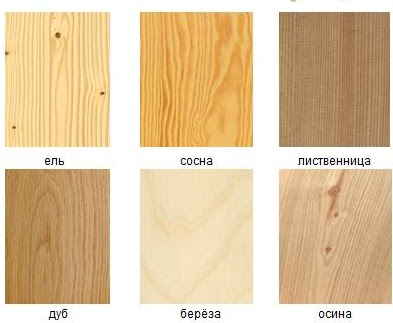 ель сосна лиственница
дуб берёза осина